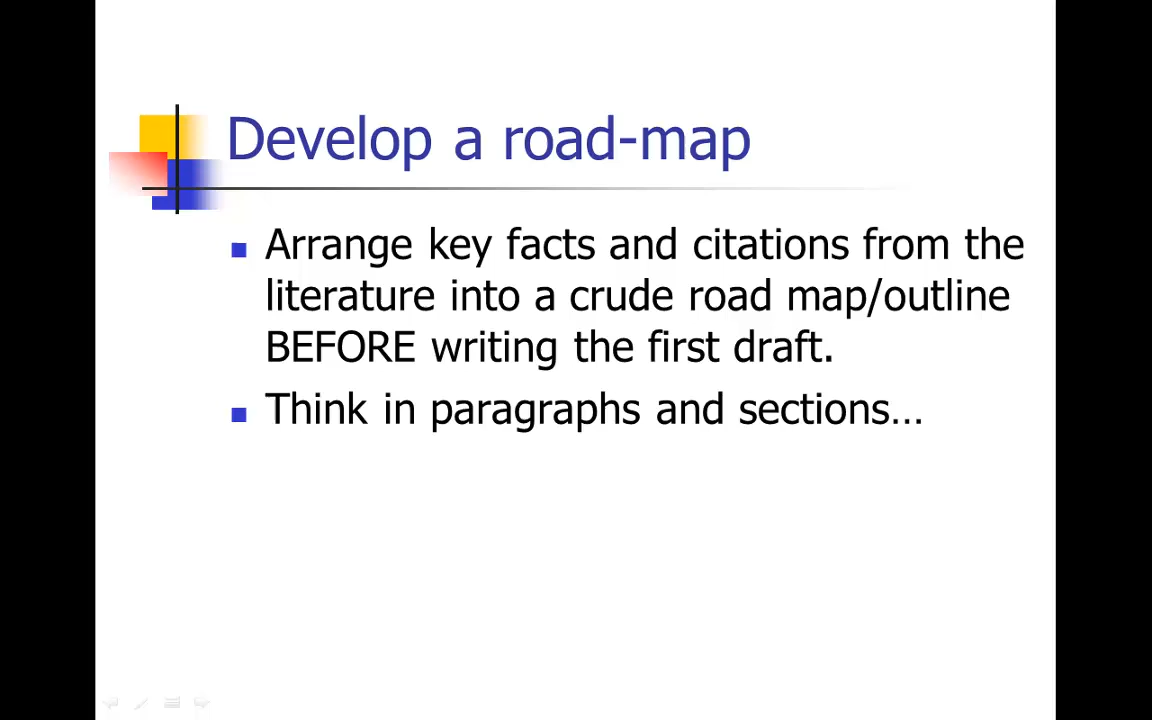 Develop a road-map
Arrange key facts and citations from the
literature into a crude road map/outline
BEFORE writing the first draft.
Think in paragraphs and sections…